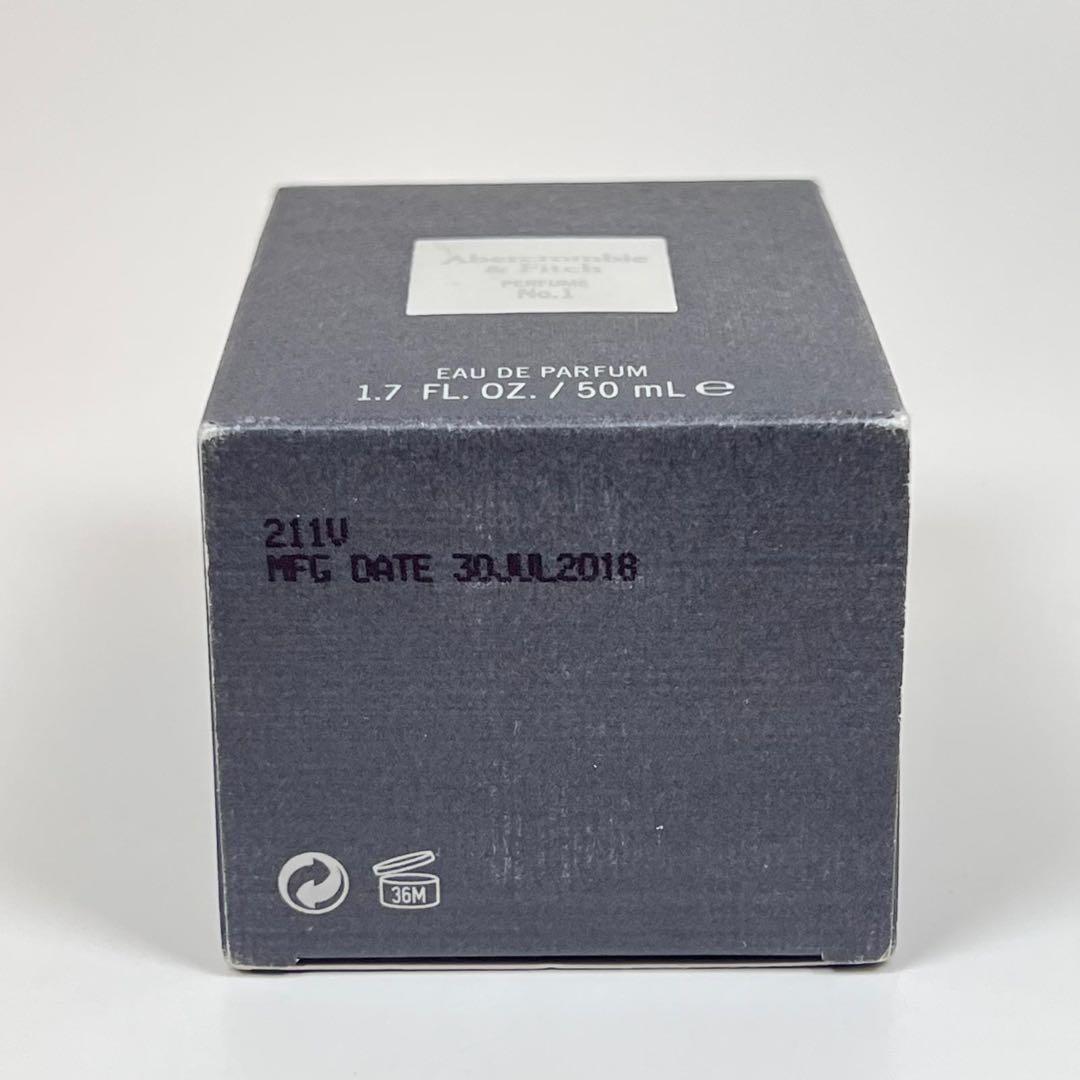 Abercrombie
& Fitch
PERFUME
No.1
EAU DE PARFUM
1.7 FL. OZ. / 50 mL ℮
211V
MFG DATE 30JUL2018
36M